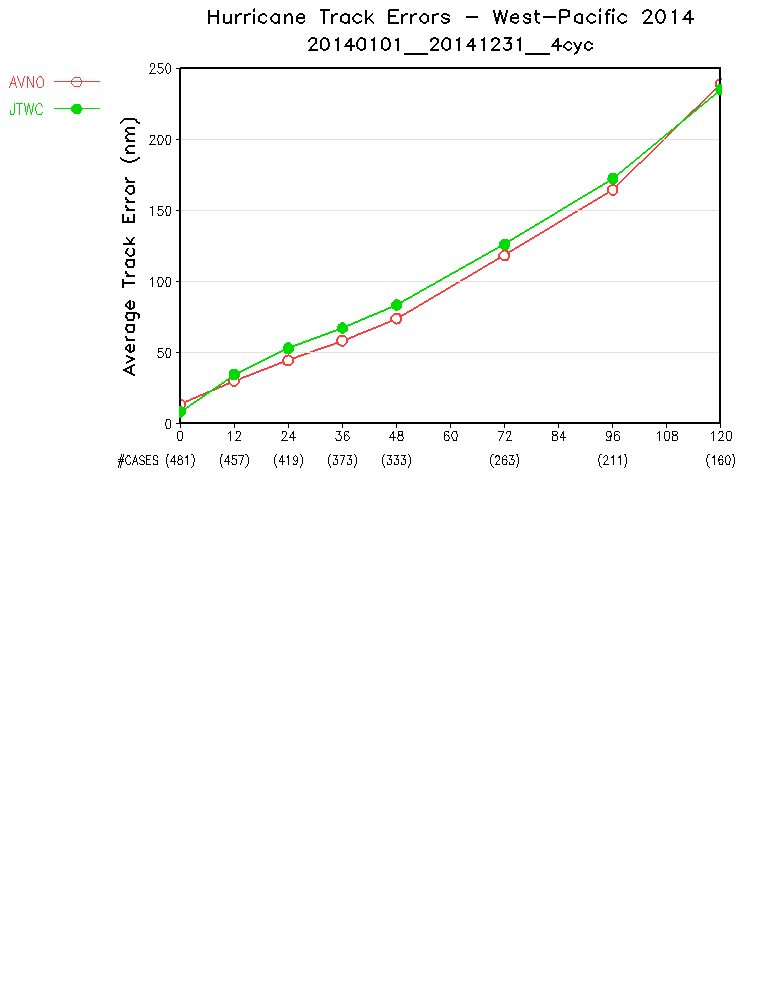 Hurricane Track Errors - West-Pacific 2014
20140101__20141231__4cyc
AVNO
JTWC
Average Track Error (nm)
250
200
150
100
50
0
0 12 24 36 48 60 72 84 96 108 120
#CASES (481) (457) (419) (373) (333) (263) (211) (160)